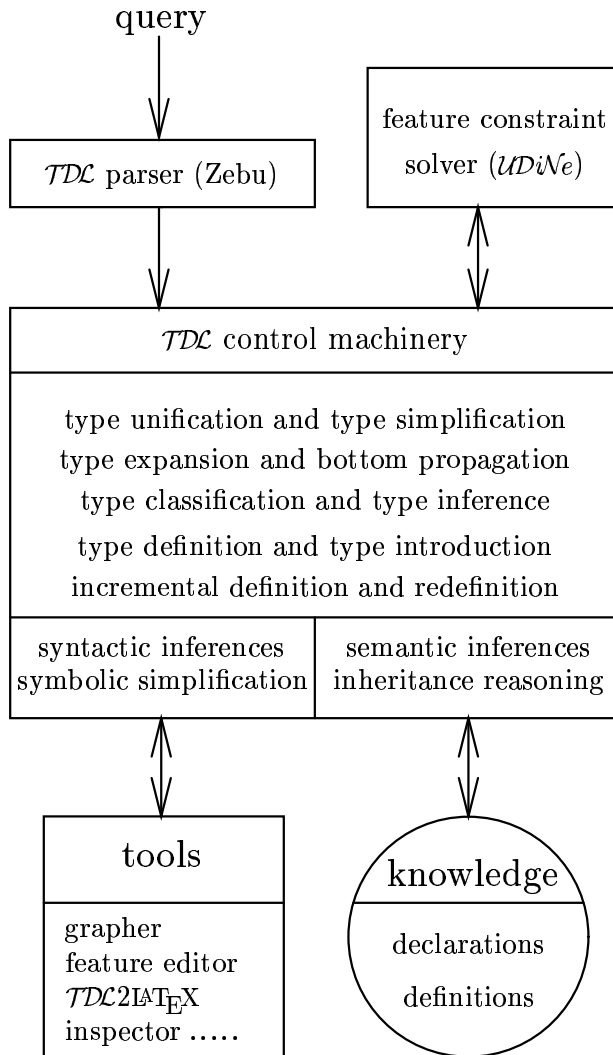 query
TDL parser (Zebu)
feature constraint
solver (UDiNe)
TDL control machinery
type unification and type simplification
type expansion and bottom propagation
type classification and type inference
type definition and type introduction
incremental definition and redefinition
syntactic inferences
symbolic simplification
semantic inferences
inheritance reasoning
tools
grapher
feature editor
TDL2LATEX
inspector .....
knowledge
declarations
definitions